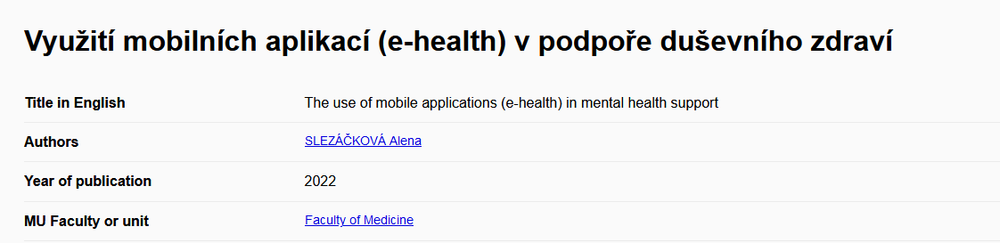 Využití mobilních aplikací (e-health) v podpoře duševního zdraví
Title in English The use of mobile applications (e-health) in mental health support
Authors SLEZÁČKOVÁ Alena
Year of publication 2022
MU Faculty or unit Faculty of Medicine